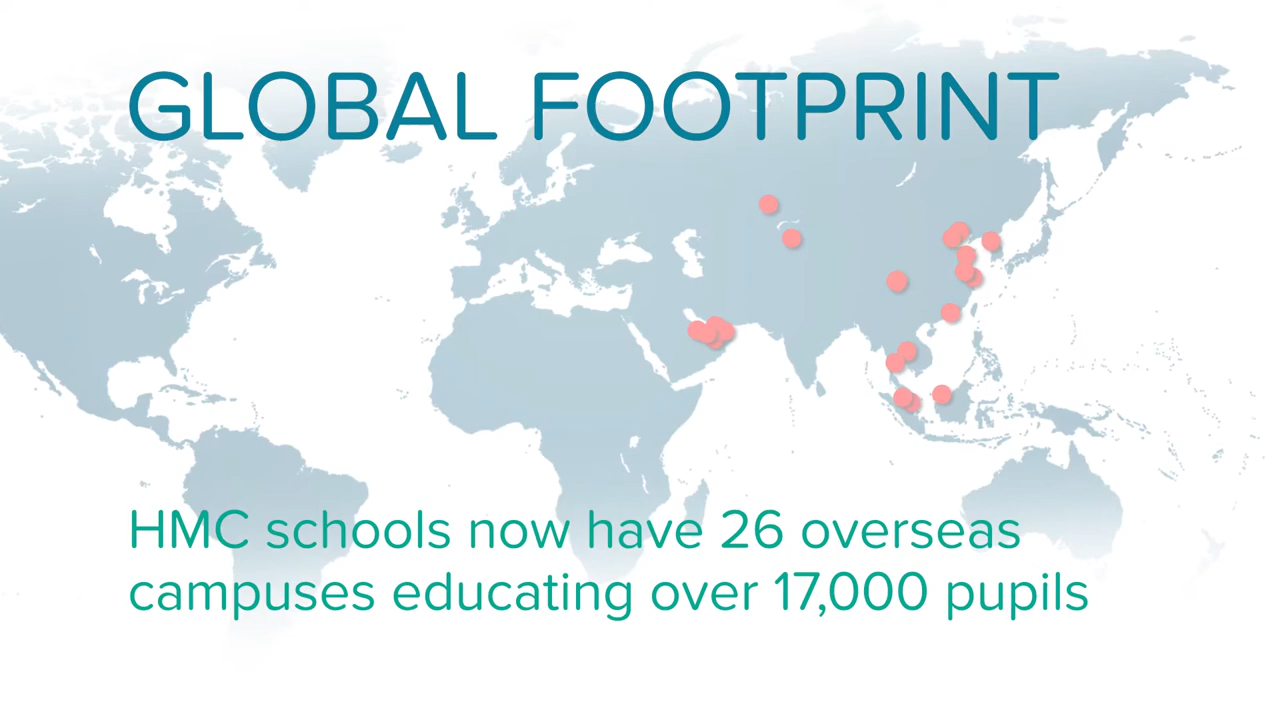 GLOBAL FOOTPRINT
HMC schools now have 26 overseas
campuses educating over 17,000 pupils